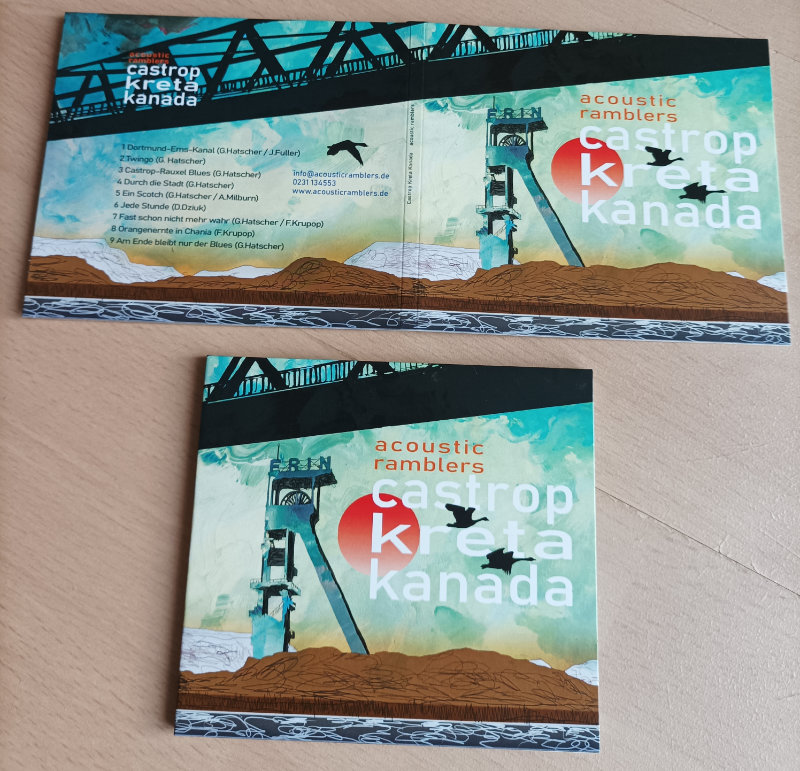 acoustic
ramblers
castrop
kreta
kanada
1 Dortmund-Ems-Kanal (G.Hatscher / J.Fuller)
2 Twingo (G. Hatscher)
3 Castrop-Rauxel Blues (G.Hatscher)
4 Durch die Stadt (G.Hatscher)
5 Ein Scotch (G.Hatscher / A.Milburn)
6 Jede Stunde (D.Dziuk)
7 Fast schon nicht mehr wahr (G.Hatscher / F.Krupop)
8 Orangenernte in Chania (F.Krupop)
9 Am Ende bleibt nur der Blues (G.Hatscher)
info@acousticramblers.de
0231 134553
www.acousticramblers.de
Castrop Kreta Kanada acoustic ramblers
ERIN
acoustic
ramblers
castrop
kreta
kanada
ERIN
acoustic
ramblers
castrop
kreta
kanada